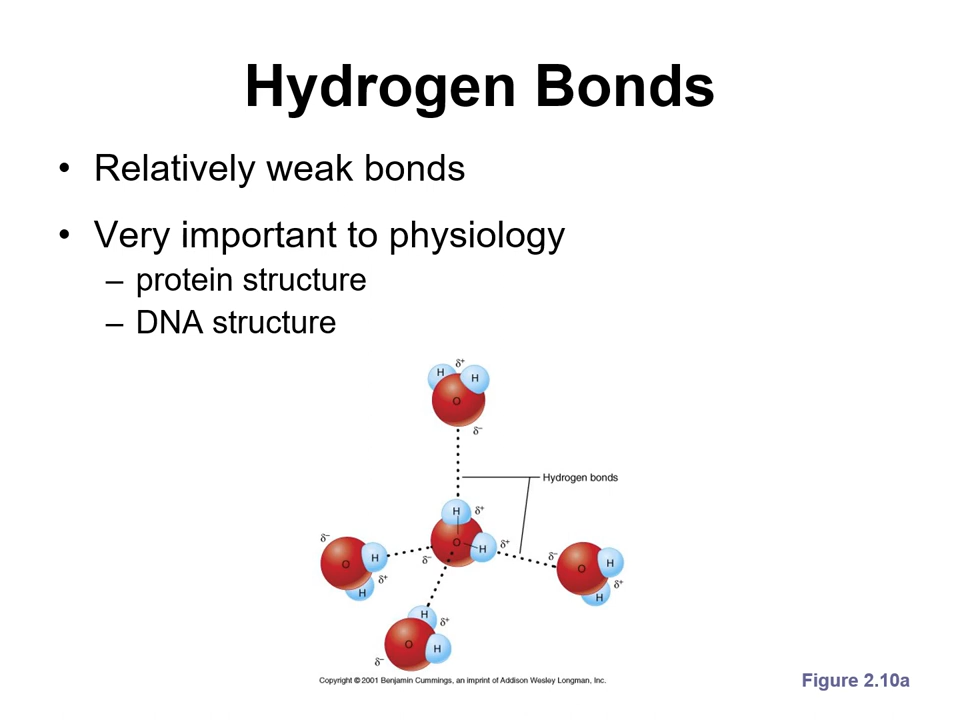 Hydrogen Bonds
• Relatively weak bonds
• Very important to physiology
– protein structure
– DNA structure
δ+
H H
O
δ−
Hydrogen bonds
H δ+
O H δ+
δ−
δ−
O H
H δ+
δ−
O H
H δ+
H δ+
O H
δ−
Copyright © 2001 Benjamin Cummings, an imprint of Addison Wesley Longman, Inc.
Figure 2.10a